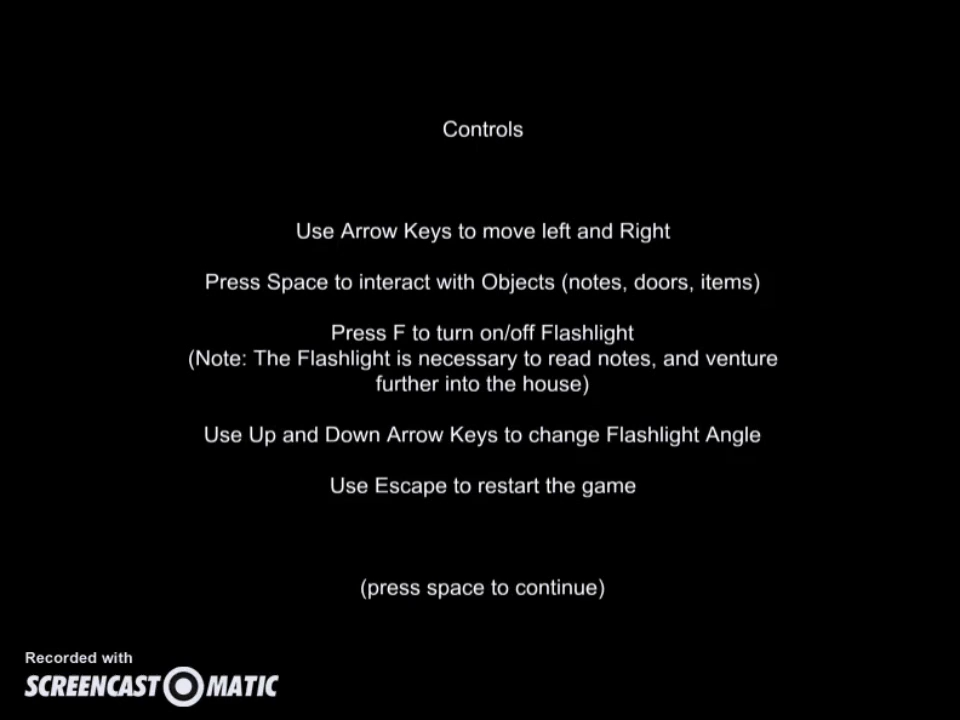 Controls
Use Arrow Keys to move left and Right
Press Space to interact with Objects (notes, doors, items)
Press F to turn on/off Flashlight
(Note: The Flashlight is necessary to read notes, and venture
further into the house)
Use Up and Down Arrow Keys to change Flashlight Angle
Use Escape to restart the game
(press space to continue)
Recorded with
SCREENCAST MATIC